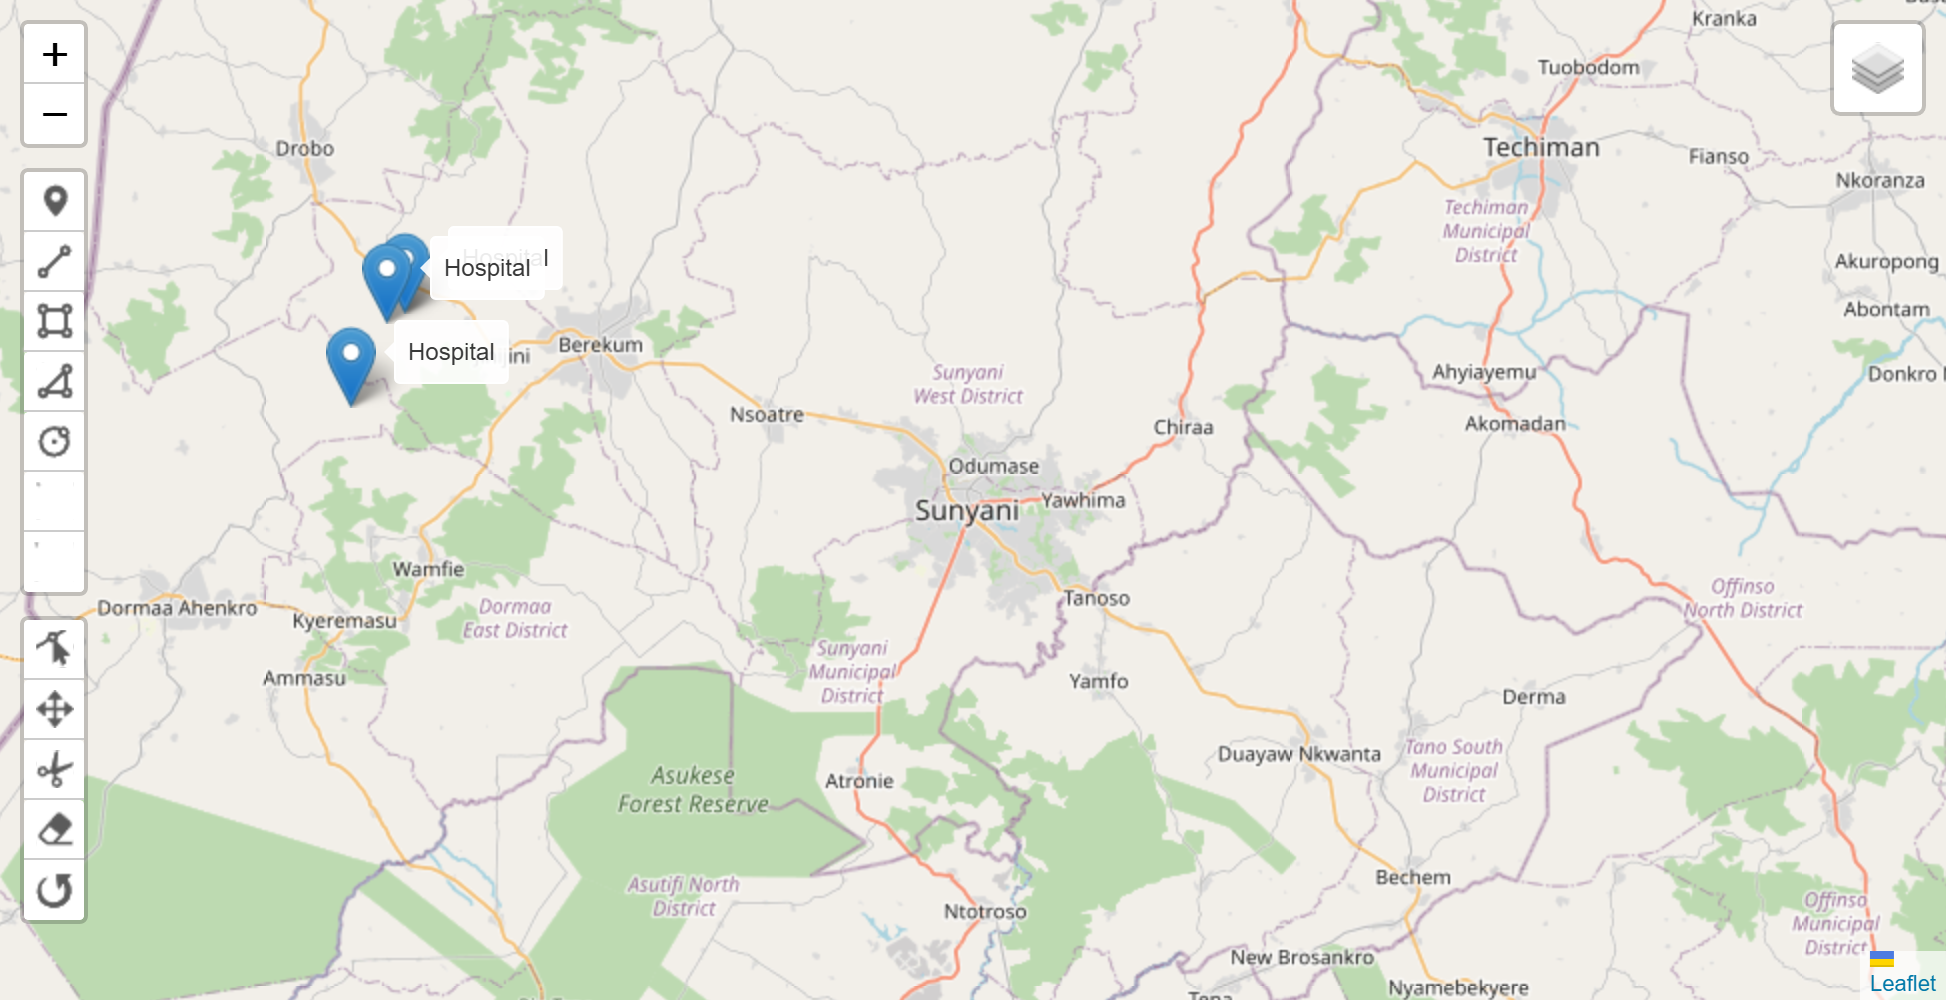 Kranka
Tuobodom
Drobo
Techiman
Fianso
Nkoranza
Techiman
Municipal
District
Hospital
Hospital
Akuropong
Abontam
Berekum
Hospital
Ahyiayemu
Donkro
Sunyani
West District
Nsoatre
Chiraa
Akomadan
Odumase
Yawhima
Sunyani
Wamfie
Dormaa Ahenkro
Kyeremasu
Dormaa
East District
Tanoso
Offinso
North District
Sunyani
Municipal
District
Ammasu
Yamfo
Derma
Duayaw Nkwanta
Tano South
Municipal
District
Asukese
Forest Reserve
Atronie
Bechem
Asutifi North
District
Ntotroso
Offinso
Municipal
District
New Brosankro
Nyamebekyere
Leaflet